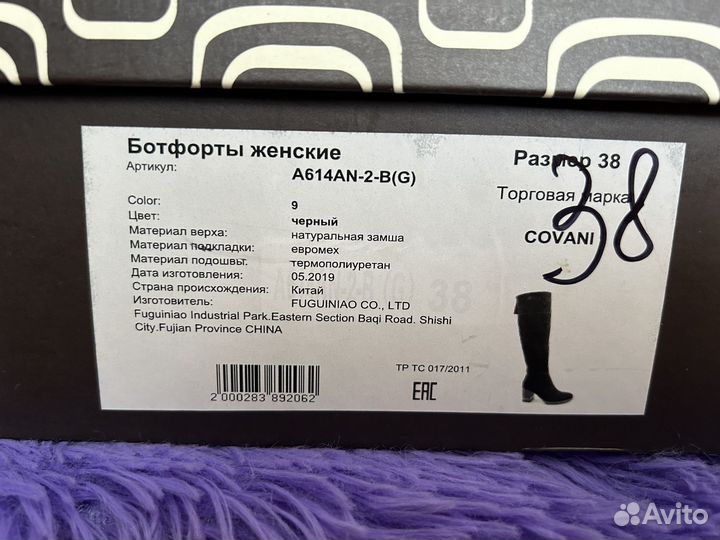 Ботфорты женские
Размер 38
Артикул: A614AN-2-B(G)
Торговая марка
COVANI
38
Color: 9
Цвет: черный
Материал верха: натуральная замша
Материал подкладки: евромех
Материал подошвы: термополиуретан
Дата изготовления: 05.2019
Страна происхождения: Китай
Изготовитель: FUGUINIAO CO., LTD
Fuguiniao Industrial Park.Eastern Section Baqi Road. Shishi
City.Fujian Province CHINA
2 000283 892062
ТР ТС 017/2011
EAC
Avito